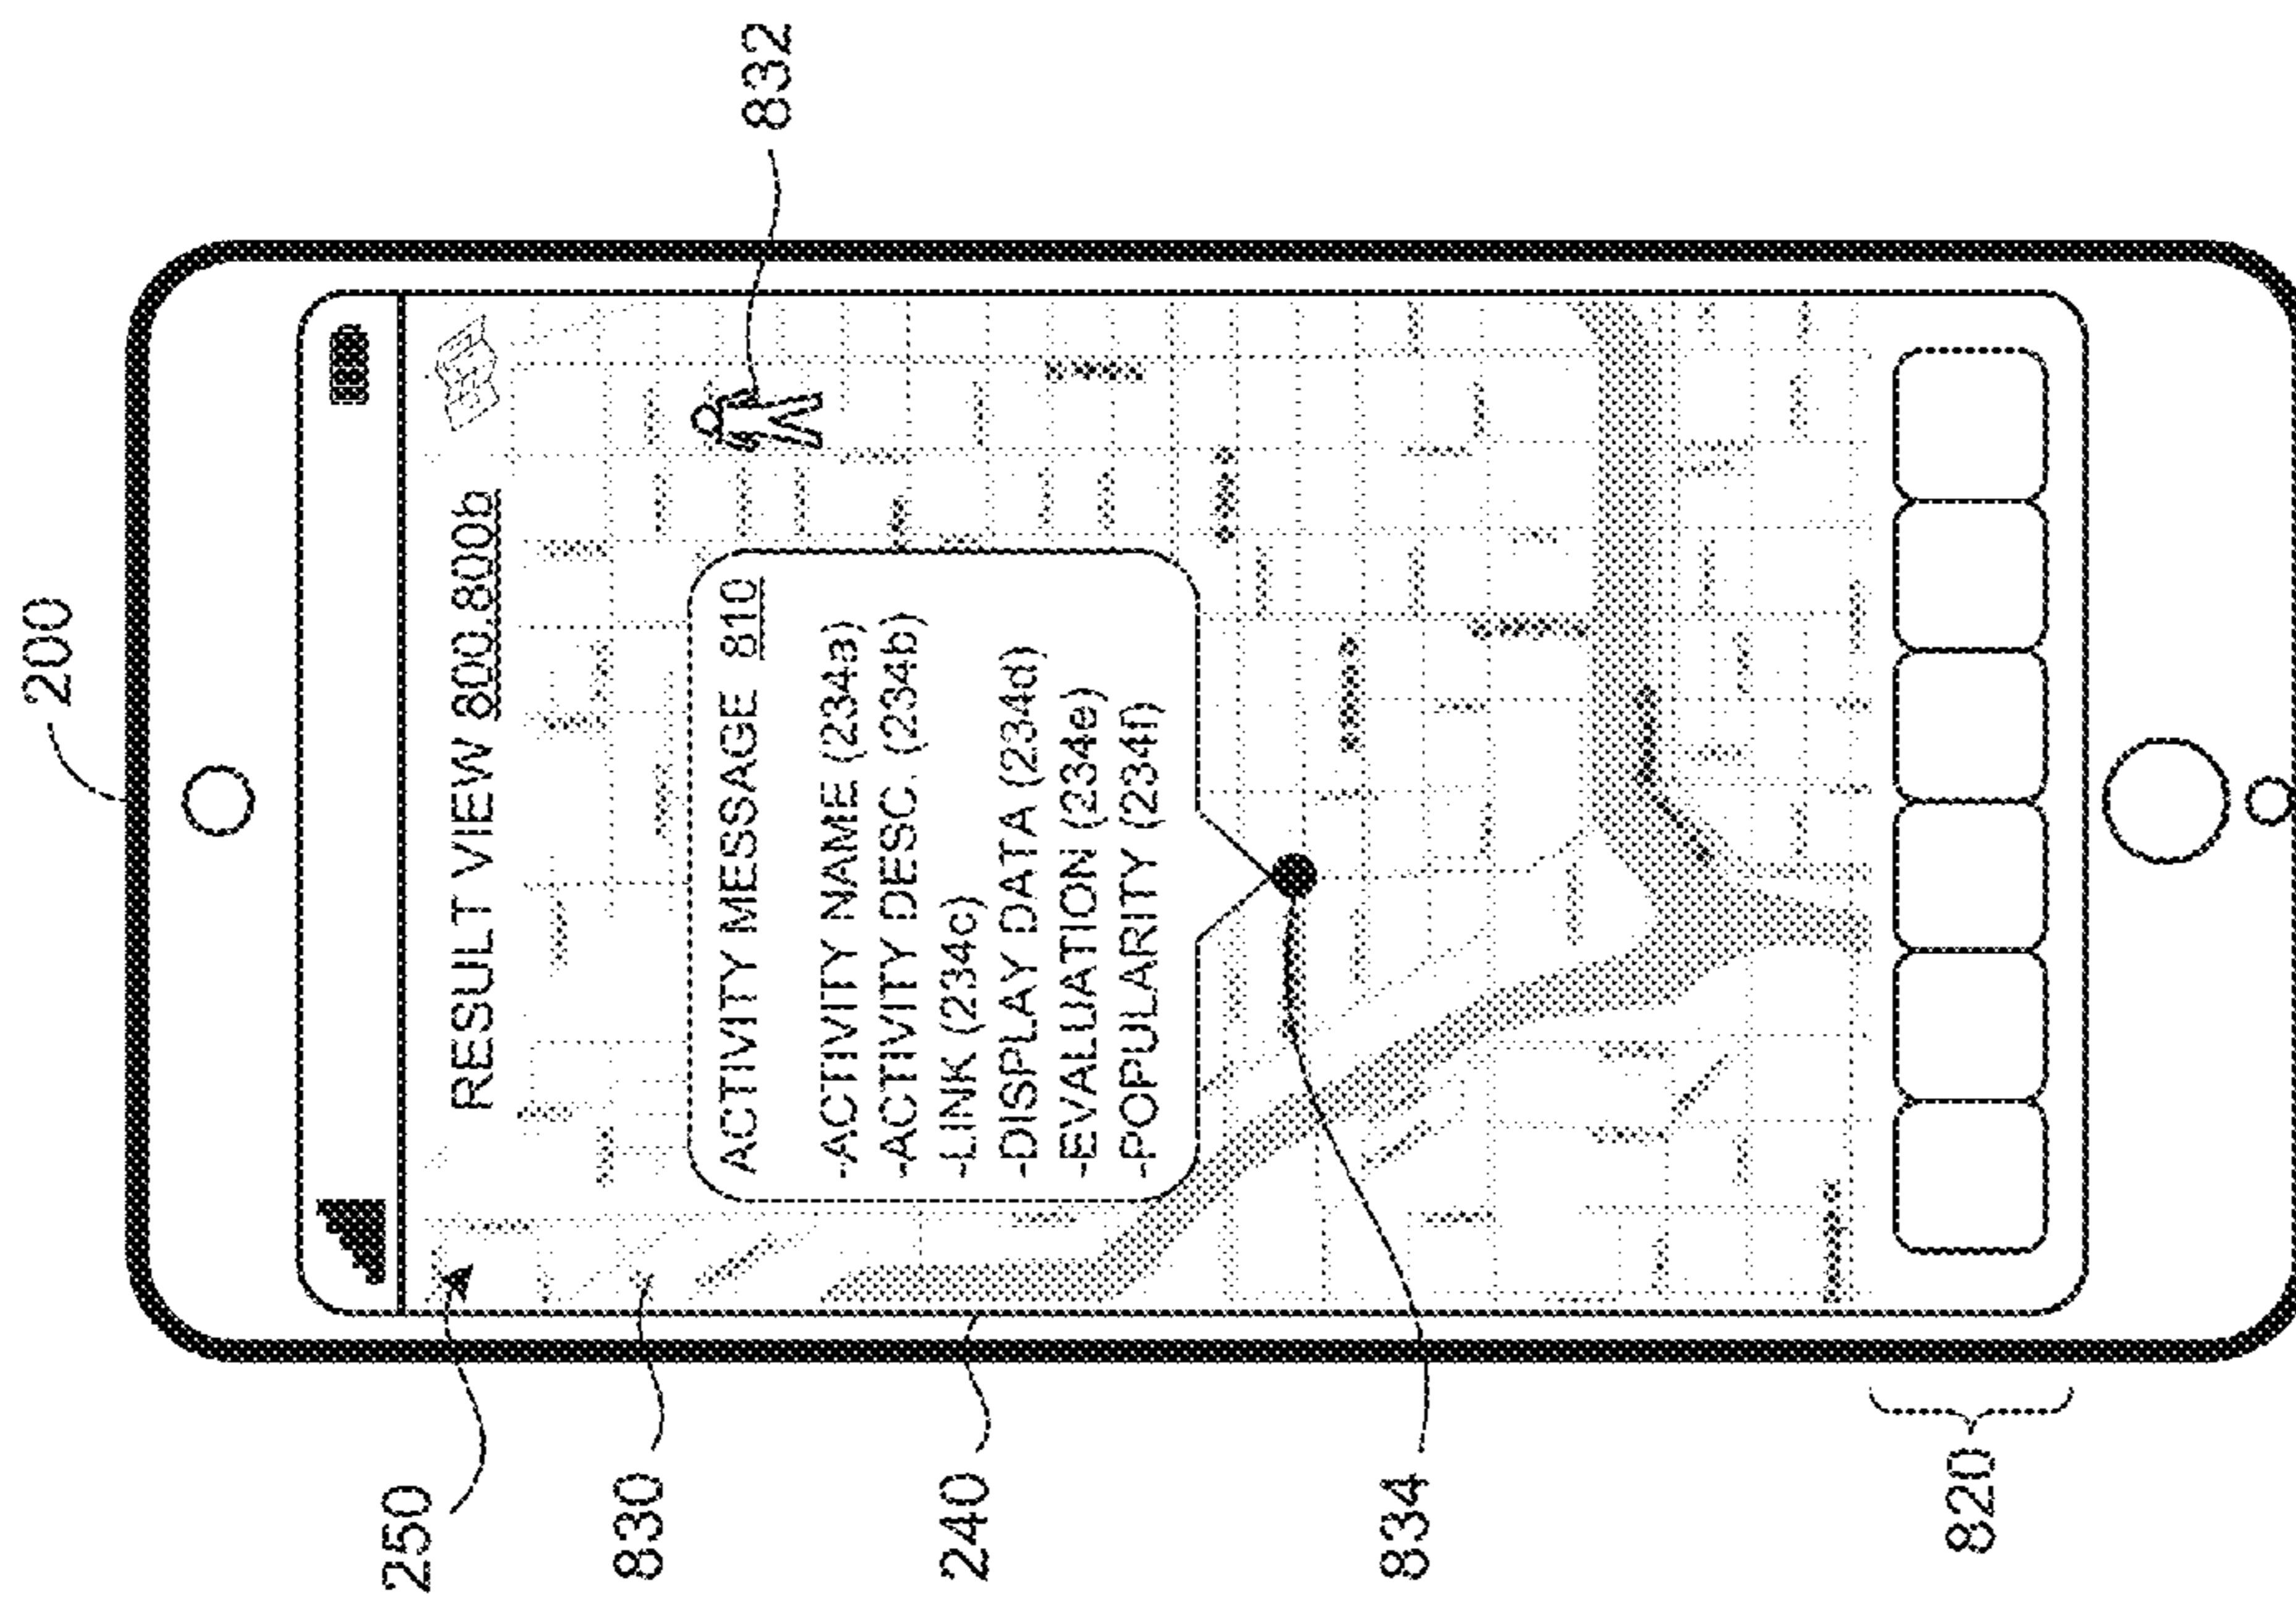 200
832
RESULT VIEW 800,800b
ACTIVITY MESSAGE 810
-ACTIVITY NAME (234a)
-ACTIVITY DESC. (234b)
-LINK (234c)
-DISPLAY DATA (234d)
-EVALUATION (234e)
-POPULARITY (234f)
250
830
240
834
820